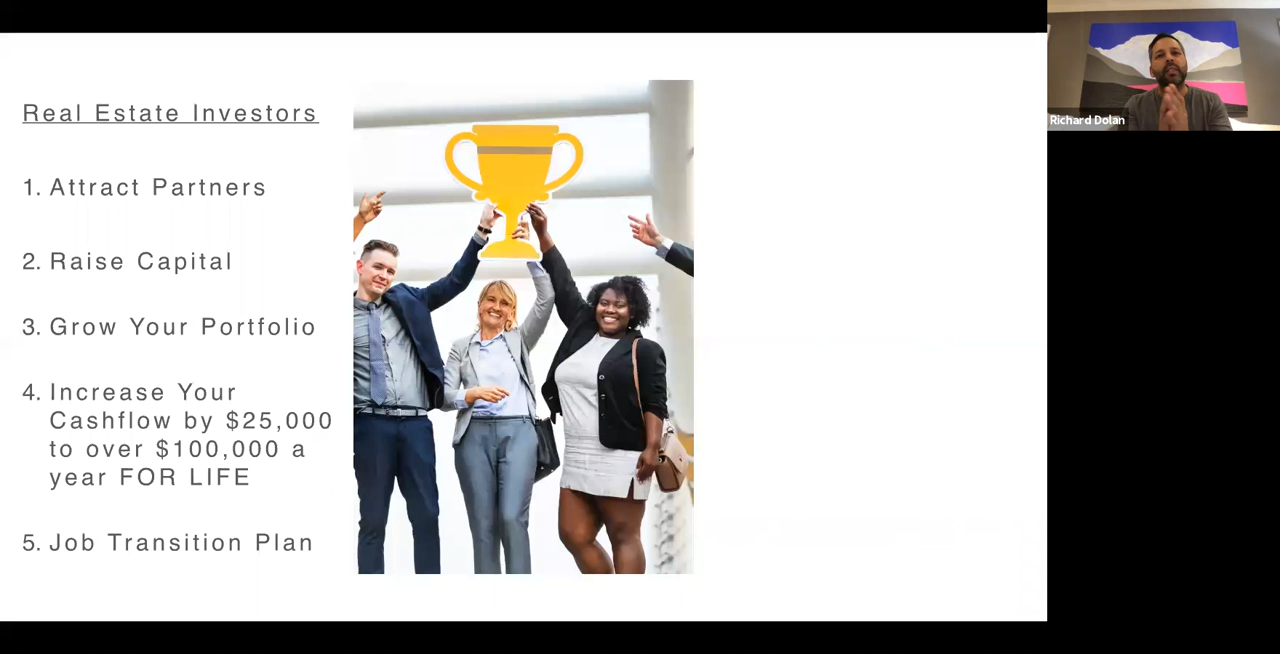 Real Estate Investors
1. Attract Partners
2. Raise Capital
3. Grow Your Portfolio
4. Increase Your
Cashflow by $25,000
to over $100,000 a
year FOR LIFE
5. Job Transition Plan
Richard Dolan